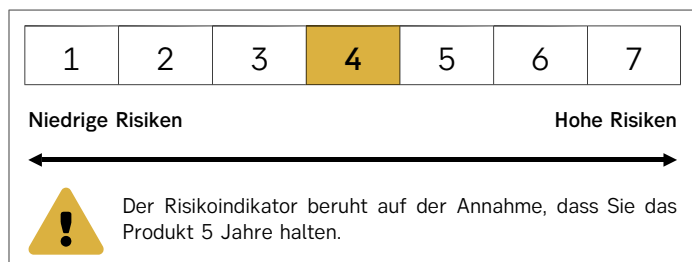 1 2 3 4 5 6 7
Niedrige Risiken Hohe Risiken
Der Risikoindikator beruht auf der Annahme, dass Sie das
Produkt 5 Jahre halten.